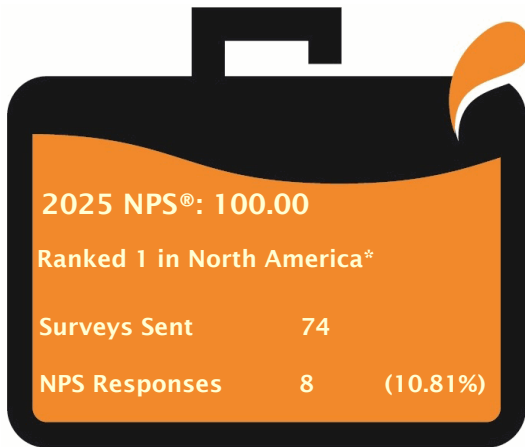 2025 NPS®: 100.00
Ranked 1 in North America*
Surveys Sent 74
NPS Responses 8 (10.81%)